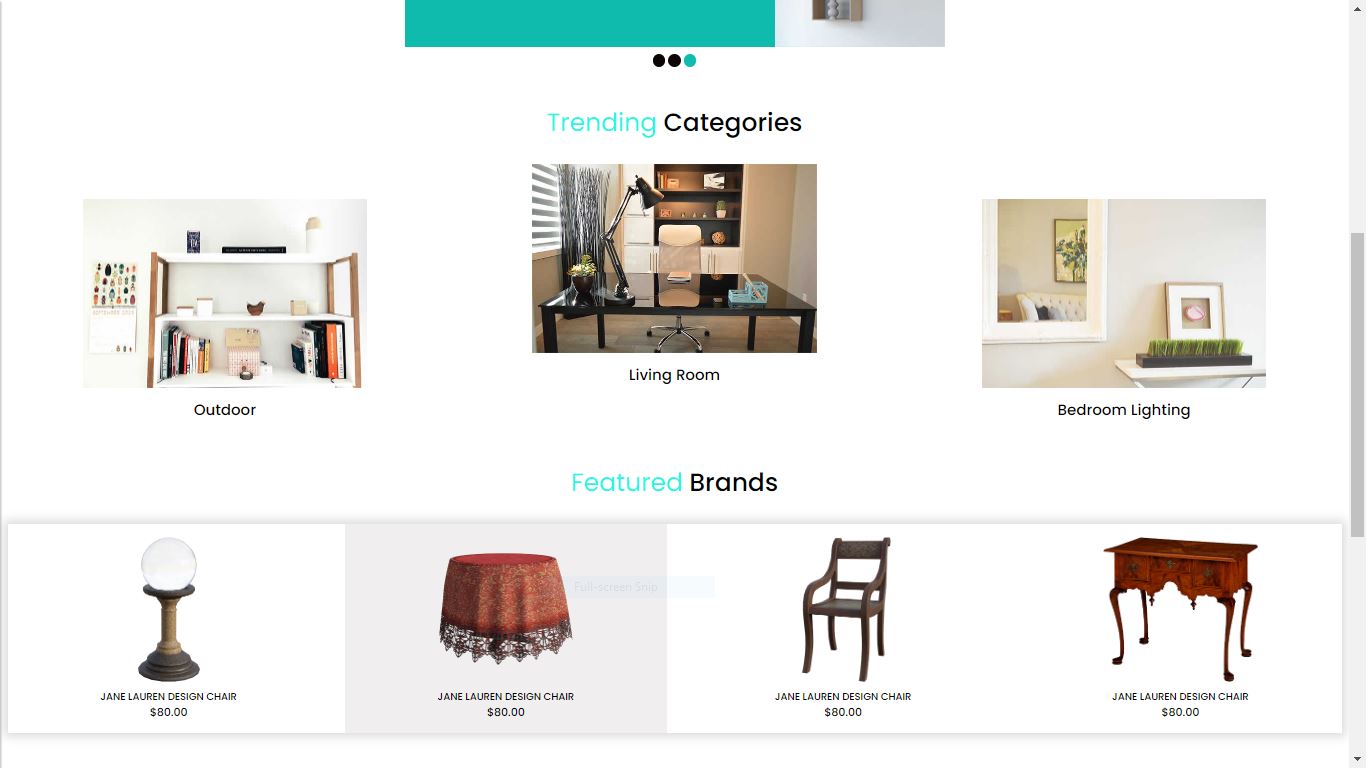 Trending Categories
Outdoor
Living Room
Bedroom Lighting
Featured Brands
Full-screen Snip
JANE LAUREN DESIGN CHAIR
$80.00
JANE LAUREN DESIGN CHAIR
$80.00
JANE LAUREN DESIGN CHAIR
$80.00
JANE LAUREN DESIGN CHAIR
$80.00